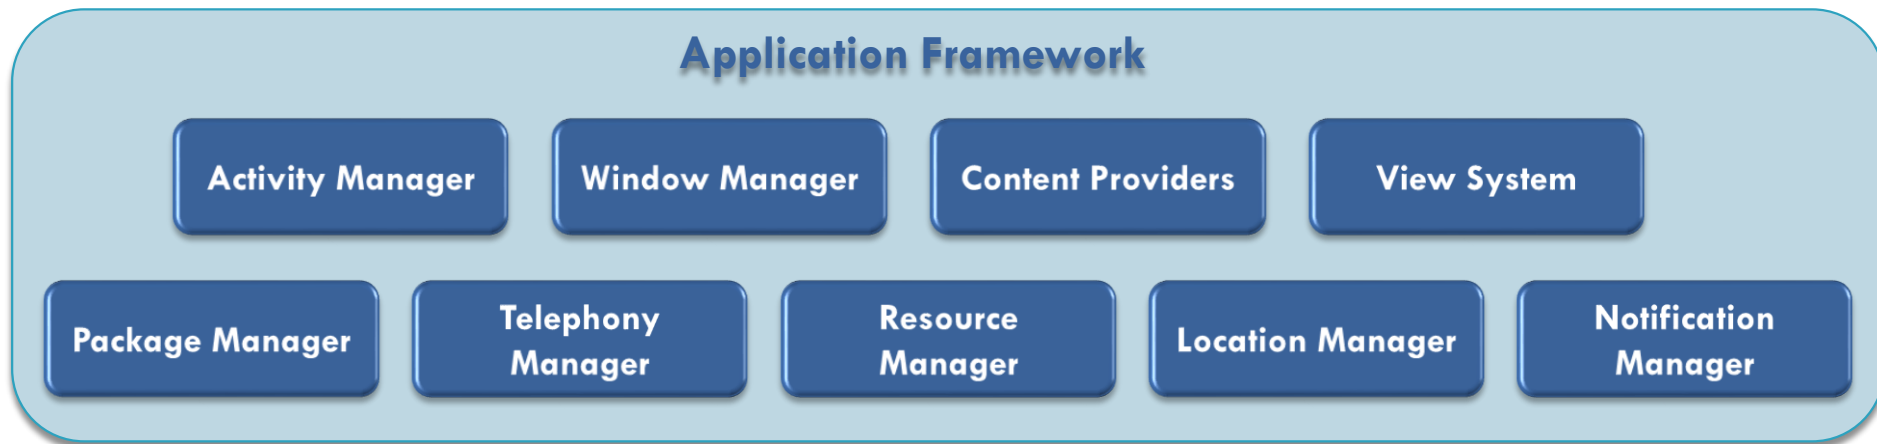 Application Framework
Activity Manager
Window Manager
Content Providers
View System
Package Manager
Telephony
Manager
Resource
Manager
Location Manager
Notification
Manager